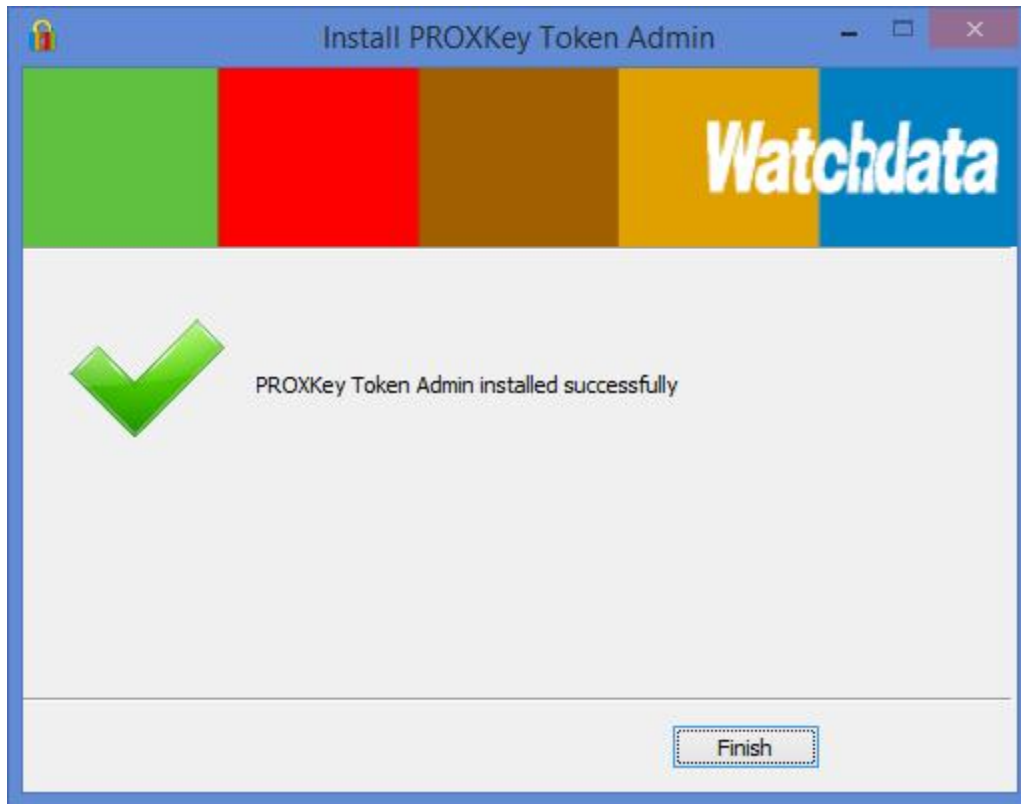 Install PROXKey Token Admin
Watchdata
PROXKey Token Admin installed successfully
Finish